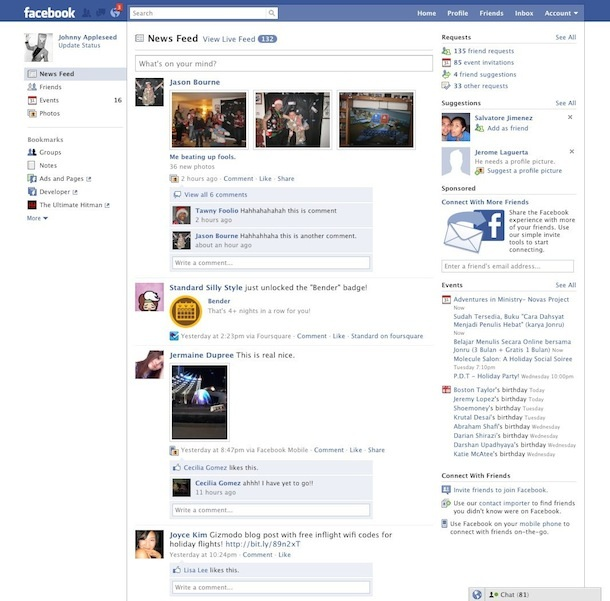 facebook
3
Search
Home Profile Friends Inbox Account
Johnny Appleseed
Update Status
News Feed
Friends
Events 16
Photos
Bookmarks
Groups
Notes
Ads and Pages
Developer
The Ultimate Hitman
More
News Feed View Live Feed 132
What's on your mind?
Jason Bourne
Me beating up fools.
36 new photos
2 hours ago · Comment · Like · Share
View all 6 comments
Tawny Foolio Hahhahahahah this is comment
2 hours ago
Jason Bourne Hahhahhaha this is another comment.
about an hour ago
Write a comment...
Standard Silly Style just unlocked the "Bender" badge!
Bender
That's 4+ nights in a row for you!
Yesterday at 2:23pm via Foursquare · Comment · Like · Standard on foursquare
Jermaine Dupree This is real nice.
Yesterday at 8:47pm via Facebook Mobile · Comment · Like · Share
Cecilia Gomez likes this.
Cecilia Gomez ahhh! I have yet to go!!
11 hours ago
Write a comment...
Joyce Kim Gizmodo blog post with free inflight wifi codes for
holiday flights! http://bit.ly/89n2xT
Yesterday at 10:24pm · Comment · Like
Lisa Lee likes this.
Write a comment...
Requests See All
135 friend requests
85 event invitations
4 friend suggestions
33 other requests
Suggestions See All
Salvatore Jimenez
Add as friend
Jerome Laguerta
He needs a profile picture.
Suggest a profile picture
Sponsored
Connect With More Friends
Share the Facebook
experience with more
of your friends. Use
our simple invite
tools to start
connecting.
Enter a friend's email address...
Events See All
Adventures in Ministry- Novas Project
Now
Sudah Tersedia, Buku "Cara Dahsyat
Menjadi Penulis Hebat" (karya Jonru)
Now
Belajar Menulis Secara Online bersama
Jonru (3 Bulan + Gratis 1 Bulan) Now
Molecule Salon: A Holiday Social Soiree
Tuesday 7:10pm
P.D.T - Holiday Party! Wednesday 10:00pm
Boston Taylor's birthday Today
Jeremy Lopez's birthday Today
Shoemoney's birthday Tuesday
Krutal Desai's birthday Tuesday
Abraham Shafi's birthday Wednesday
Darian Shirazi's birthday Wednesday
Darshan Upadhyaya's birthday Wednesday
Katie McAtee's birthday Wednesday
Connect With Friends
Invite friends to join Facebook.
Use our contact importer to find friends
you didn't know were on Facebook.
Use Facebook on your mobile phone to
connect with friends on-the-go.
Chat (81)